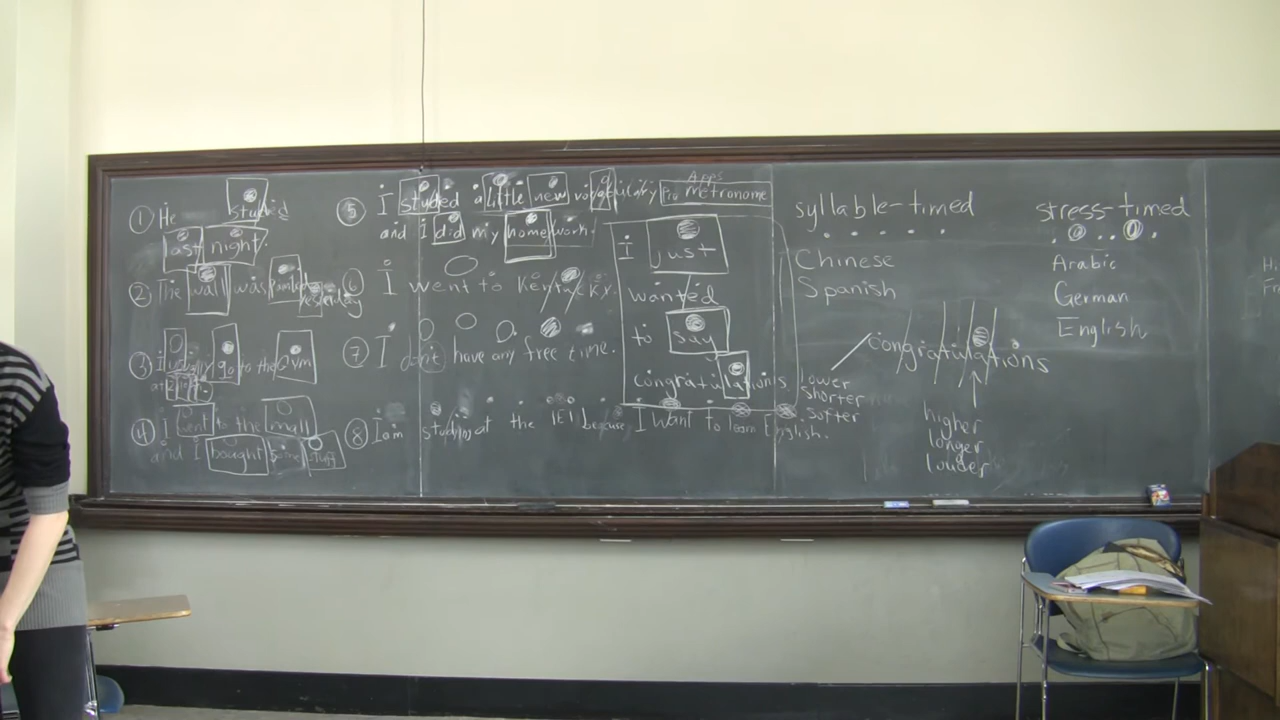 ① He studied
last night.
② The wall was painted
yesterday
③ I usually go to the gym
at
④ I went to the mall
and I bought some stuff
⑤ I studied a little new vocabulary
and I did my homework.
⑥ I went to Kentucky.
⑦ I don't have any free time.
⑧ I am studying at the IEI because I want to learn English.
Apps
Pro Metronome
I just
wanted
to say
congratulations
syllable-timed
Chinese
Spanish
stress-timed
Arabic
German
English
congratulations
lower
shorter
softer
higher
longer
louder